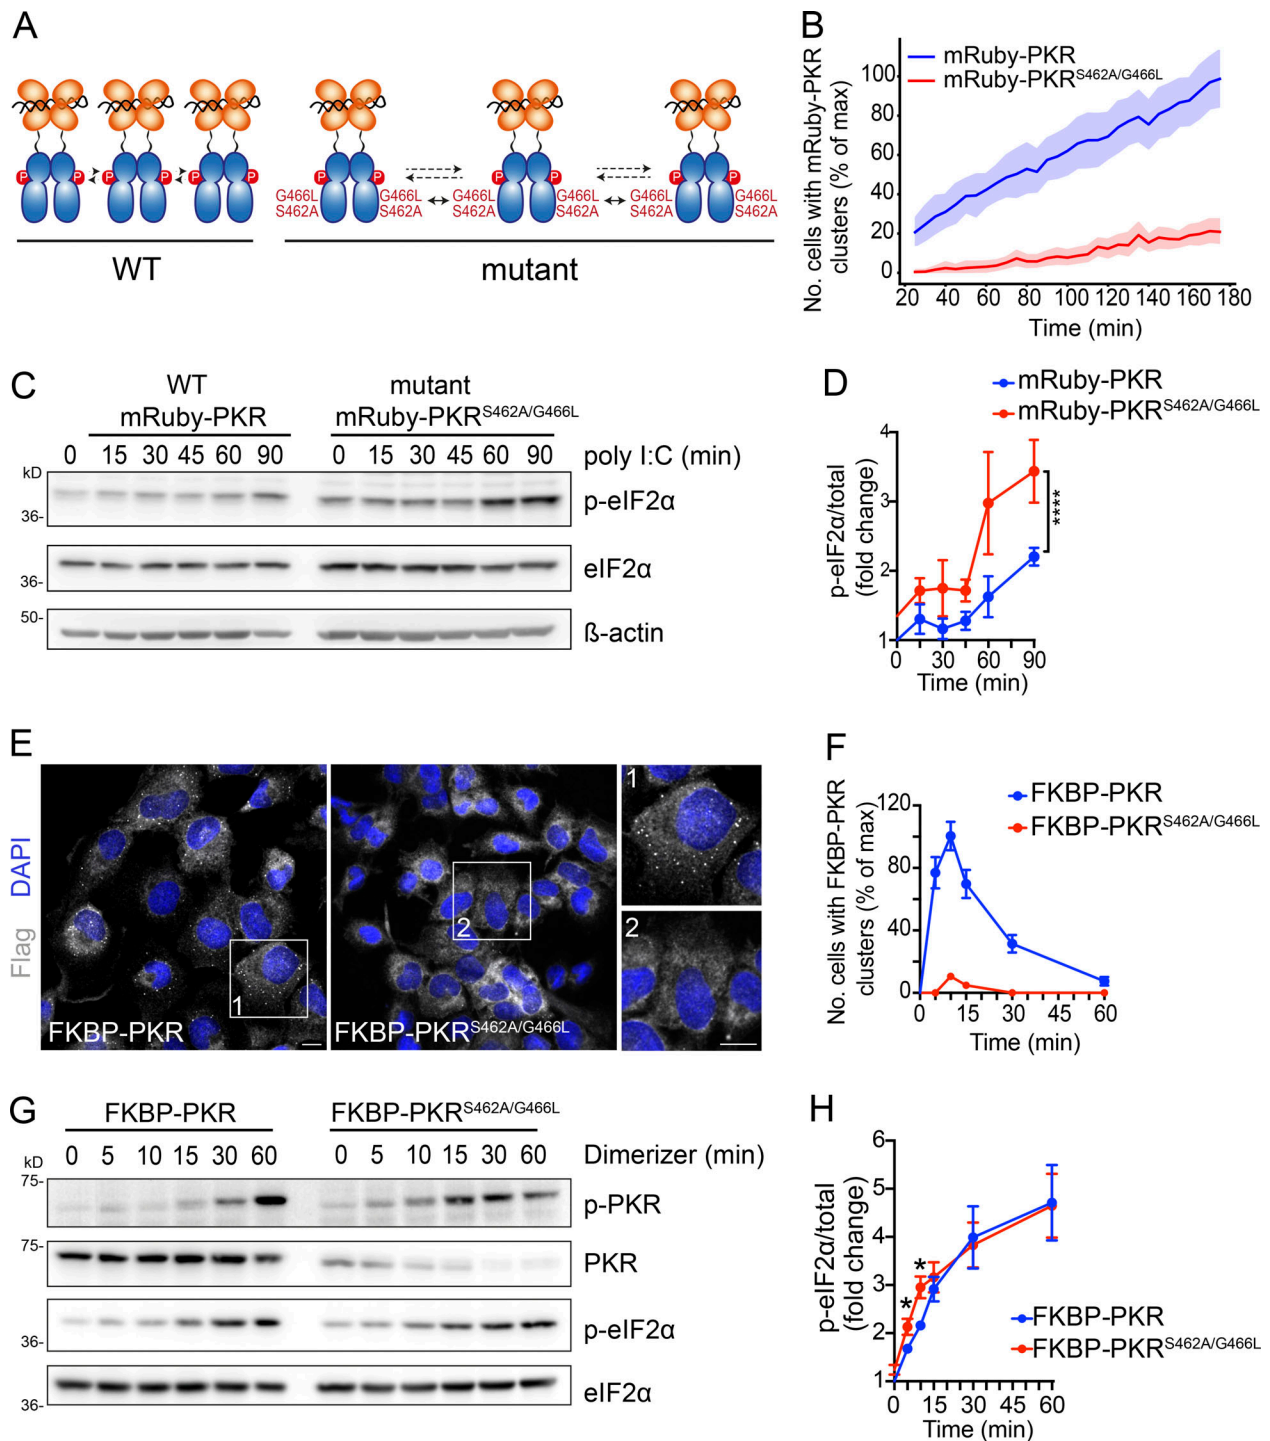 A
P P P P
WT
P P P P
G466L G466L G466L G466L G466L G466L
S462A S462A S462A S462A S462A S462A
mutant
B
mRuby-PKR
mRuby-PKRS462A/G466L
No. cells with mRuby-PKR
clusters (% of max)
100
80
60
40
20
0
20 60 100 140 160 180
Time (min)
C
WT
mRuby-PKR
mutant
mRuby-PKRS462A/G466L
0 15 30 45 60 90 0 15 30 45 60 90 poly I:C (min)
kD
36-
p-eIF2α
36-
eIF2α
50-
ß-actin
D
mRuby-PKR
mRuby-PKRS462A/G466L
p-eIF2α/total
(fold change)
4
3
2
1
****
0 30 60 90
Time (min)
E
Flag DAPI
1
FKBP-PKR
2
FKBP-PKRS462A/G466L
1
2
F
FKBP-PKR
FKBP-PKRS462A/G466L
No. cells with FKBP-PKR
clusters (% of max)
120
80
40
0
0 15 30 45 60
Time (min)
G
FKBP-PKR FKBP-PKRS462A/G466L
0 5 10 15 30 60 0 5 10 15 30 60 Dimerizer (min)
kD
75-
p-PKR
75-
PKR
36-
p-eIF2α
36-
eIF2α
H
p-eIF2α/total
(fold change)
6
5
4
3
2
1
* *
FKBP-PKR
FKBP-PKRS462A/G466L
0 15 30 45 60
Time (min)